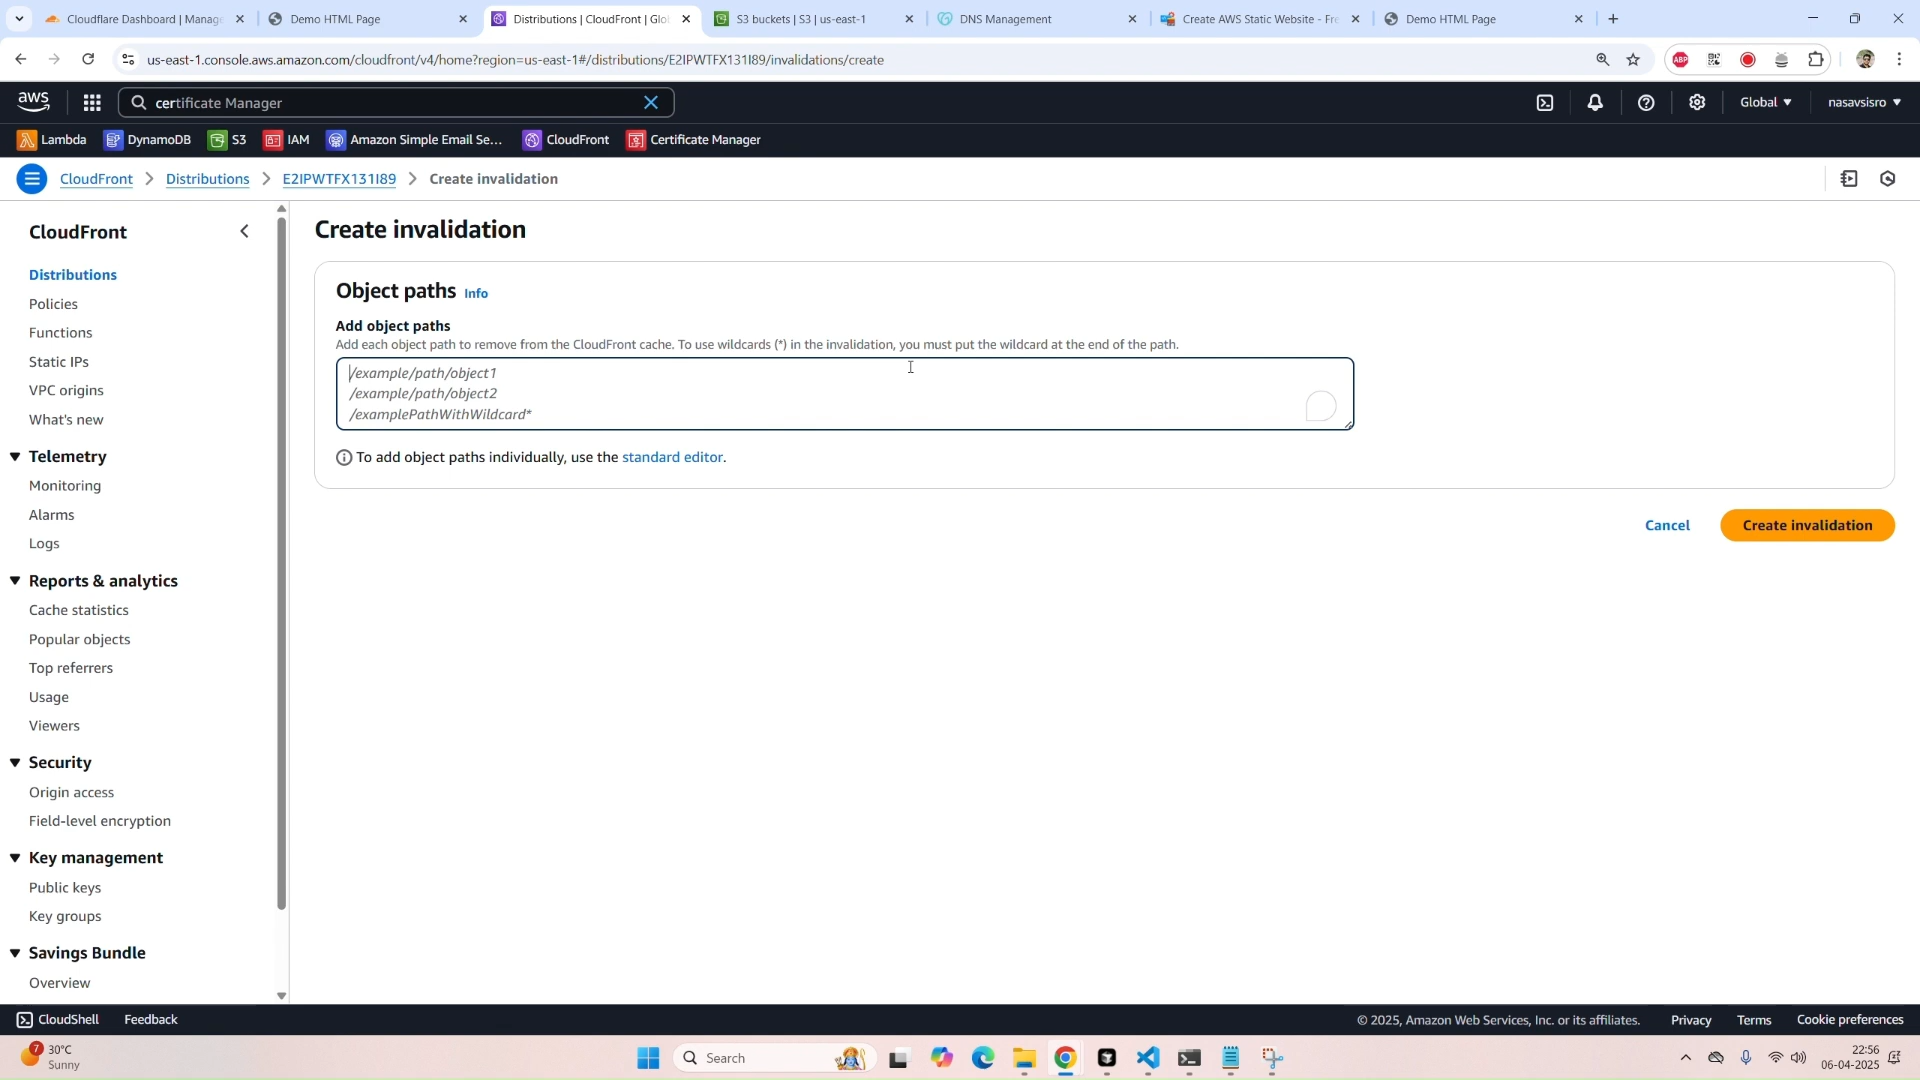 Cloudflare Dashboard | Manage
Demo HTML Page
Distributions | CloudFront | Glo
S3 buckets | S3 | us-east-1
DNS Management
Create AWS Static Website - Fre
Demo HTML Page
us-east-1.console.aws.amazon.com/cloudfront/v4/home?region=us-east-1#/distributions/E2IPWTFX131I89/invalidations/create
ABP
aws
certificate Manager
Global
nasavsisro
Lambda
DynamoDB
S3
IAM
Amazon Simple Email Se...
CloudFront
Certificate Manager
CloudFront
Distributions
E2IPWTFX131I89
Create invalidation
CloudFront
Distributions
Policies
Functions
Static IPs
VPC origins
What's new
Telemetry
Monitoring
Alarms
Logs
Reports & analytics
Cache statistics
Popular objects
Top referrers
Usage
Viewers
Security
Origin access
Field-level encryption
Key management
Public keys
Key groups
Savings Bundle
Overview
Create invalidation
Object paths Info
Add object paths
Add each object path to remove from the CloudFront cache. To use wildcards (*) in the invalidation, you must put the wildcard at the end of the path.
/example/path/object1
/example/path/object2
/examplePathWithWildcard*
To add object paths individually, use the standard editor.
Cancel
Create invalidation
CloudShell
Feedback
© 2025, Amazon Web Services, Inc. or its affiliates.
Privacy
Terms
Cookie preferences
7
30°C
Sunny
Search
22:56
06-04-2025